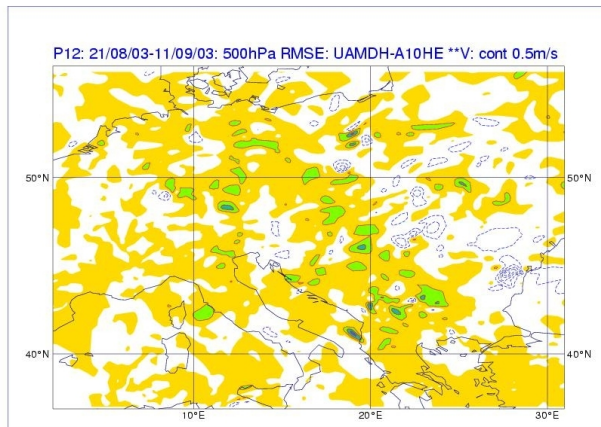 P12: 21/08/03-11/09/03: 500hPa RMSE: UAMDH-A10HE **V: cont 0.5m/s
50°N 50°N
40°N 40°N
10°E 20°E 30°E